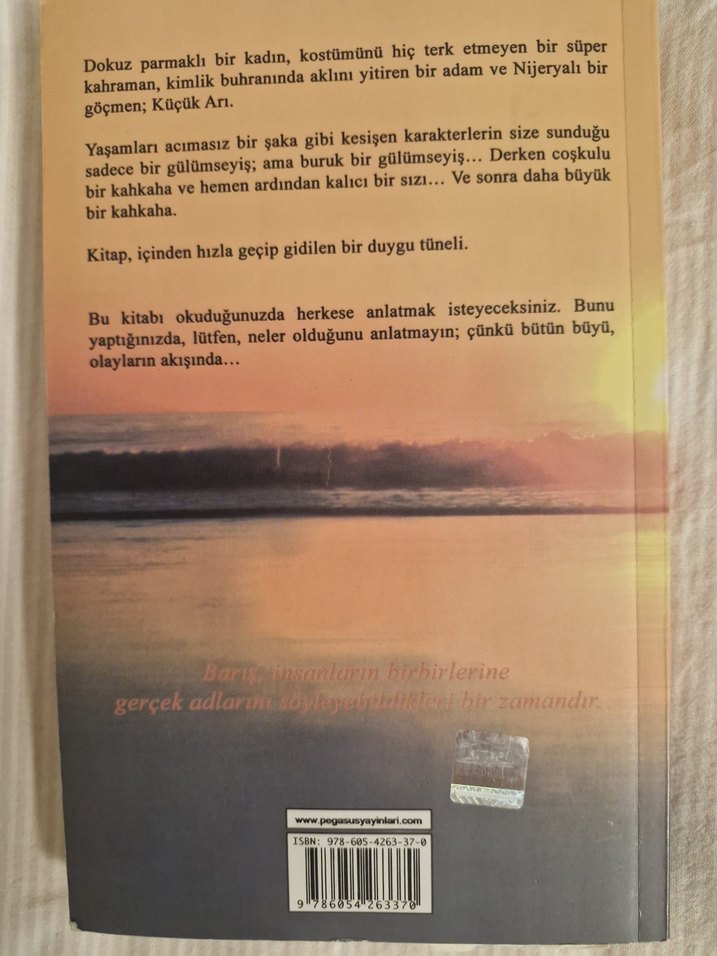 Dokuz parmaklı bir kadın, kostümünü hiç terk etmeyen bir süper
kahraman, kimlik buhranında aklını yitiren bir adam ve Nijeryalı bir
göçmen; Küçük Arı.
Yaşamları acımasız bir şaka gibi kesişen karakterlerin size sunduğu
sadece bir gülümseyiş; ama buruk bir gülümseyiş... Derken coşkulu
bir kahkaha ve hemen ardından kalıcı bir sızı... Ve sonra daha büyük
bir kahkaha.
Kitap, içinden hızla geçip gidilen bir duygu tüneli.
Bu kitabı okuduğunuzda herkese anlatmak isteyeceksiniz. Bunu
yaptığınızda, lütfen, neler olduğunu anlatmayın; çünkü bütün büyü,
olayların akışında...
Barış, insanların birbirlerine
gerçek adlarını söyleyebildikleri bir zamandır.
www.pegasusyayinlari.com
ISBN: 978-605-4263-37-0
9 786054 263370